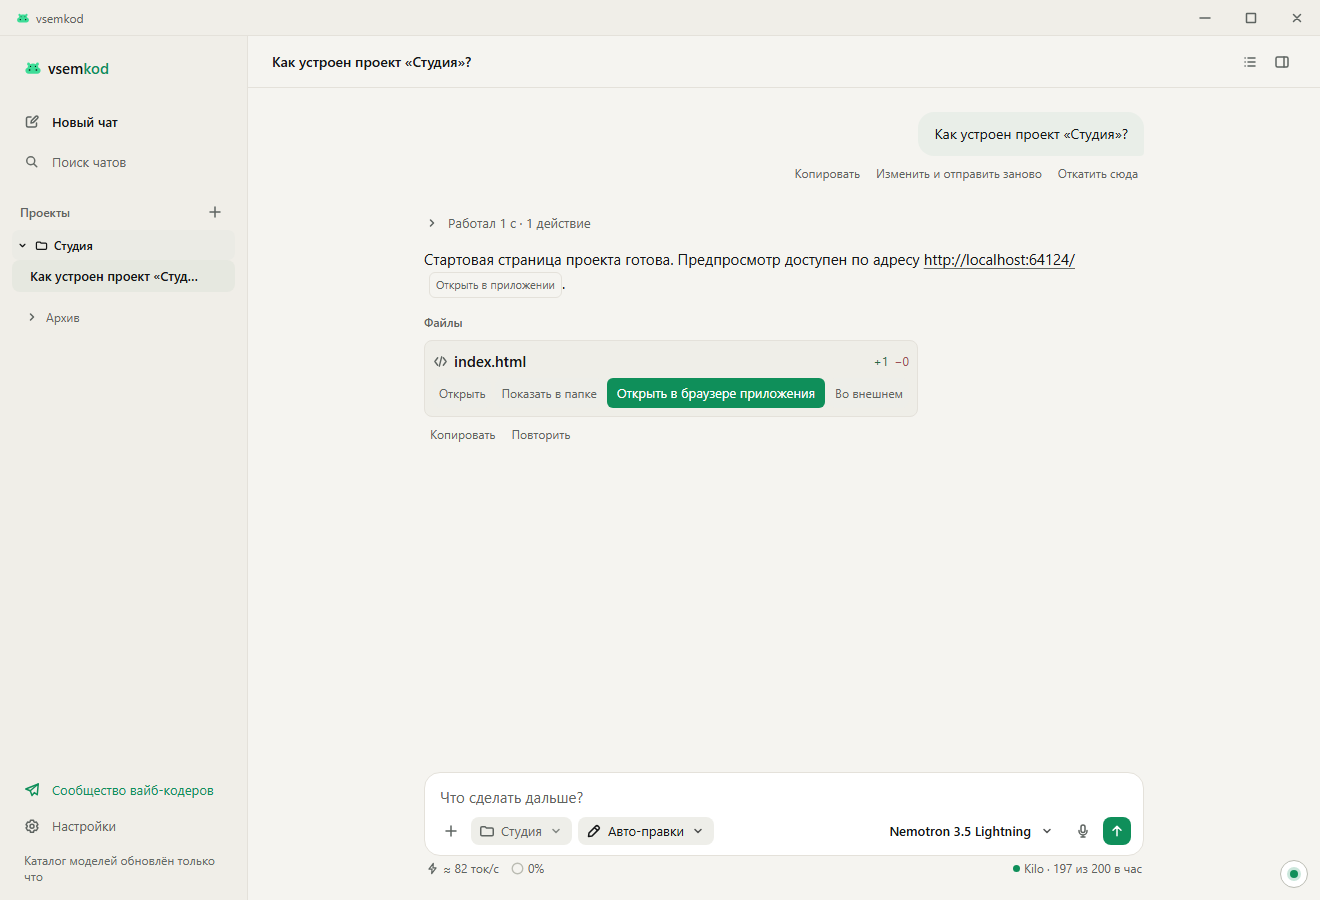 vsemkod
vsemkod
Новый чат
Поиск чатов
Проекты
Студия
Как устроен проект «Студ...
Архив
Сообщество вайб-кодеров
Настройки
Каталог моделей обновлён только
что
Как устроен проект «Студия»?
Как устроен проект «Студия»?
Копировать Изменить и отправить заново Откатить сюда
Работал 1 с · 1 действие
Стартовая страница проекта готова. Предпросмотр доступен по адресу http://localhost:64124/
Открыть в приложении .
Файлы
index.html +1 −0
Открыть Показать в папке Открыть в браузере приложения Во внешнем
Копировать Повторить
Что сделать дальше?
Студия Авто-правки Nemotron 3.5 Lightning
≈ 82 ток/с 0% Kilo · 197 из 200 в час